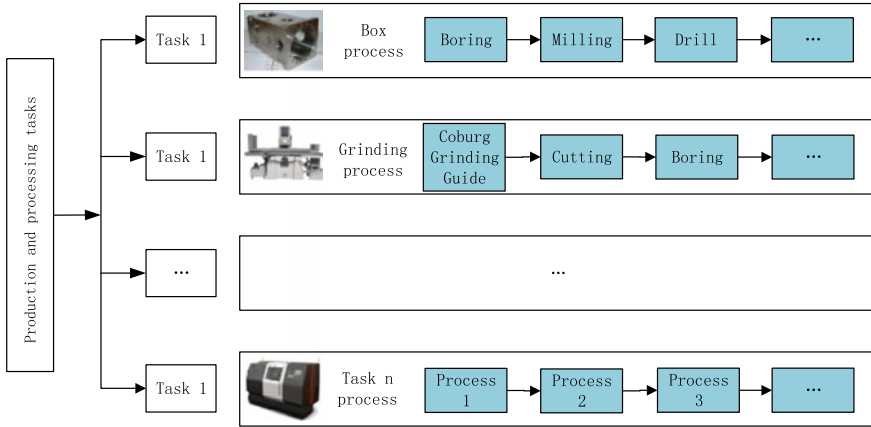 Production and processing tasks
Task 1
Box
process
Boring
Milling
Drill
…
Task 1
Grinding
process
Coburg
Grinding
Guide
Cutting
Boring
…
…
…
Task 1
Task n
process
Process
1
Process
2
Process
3
…